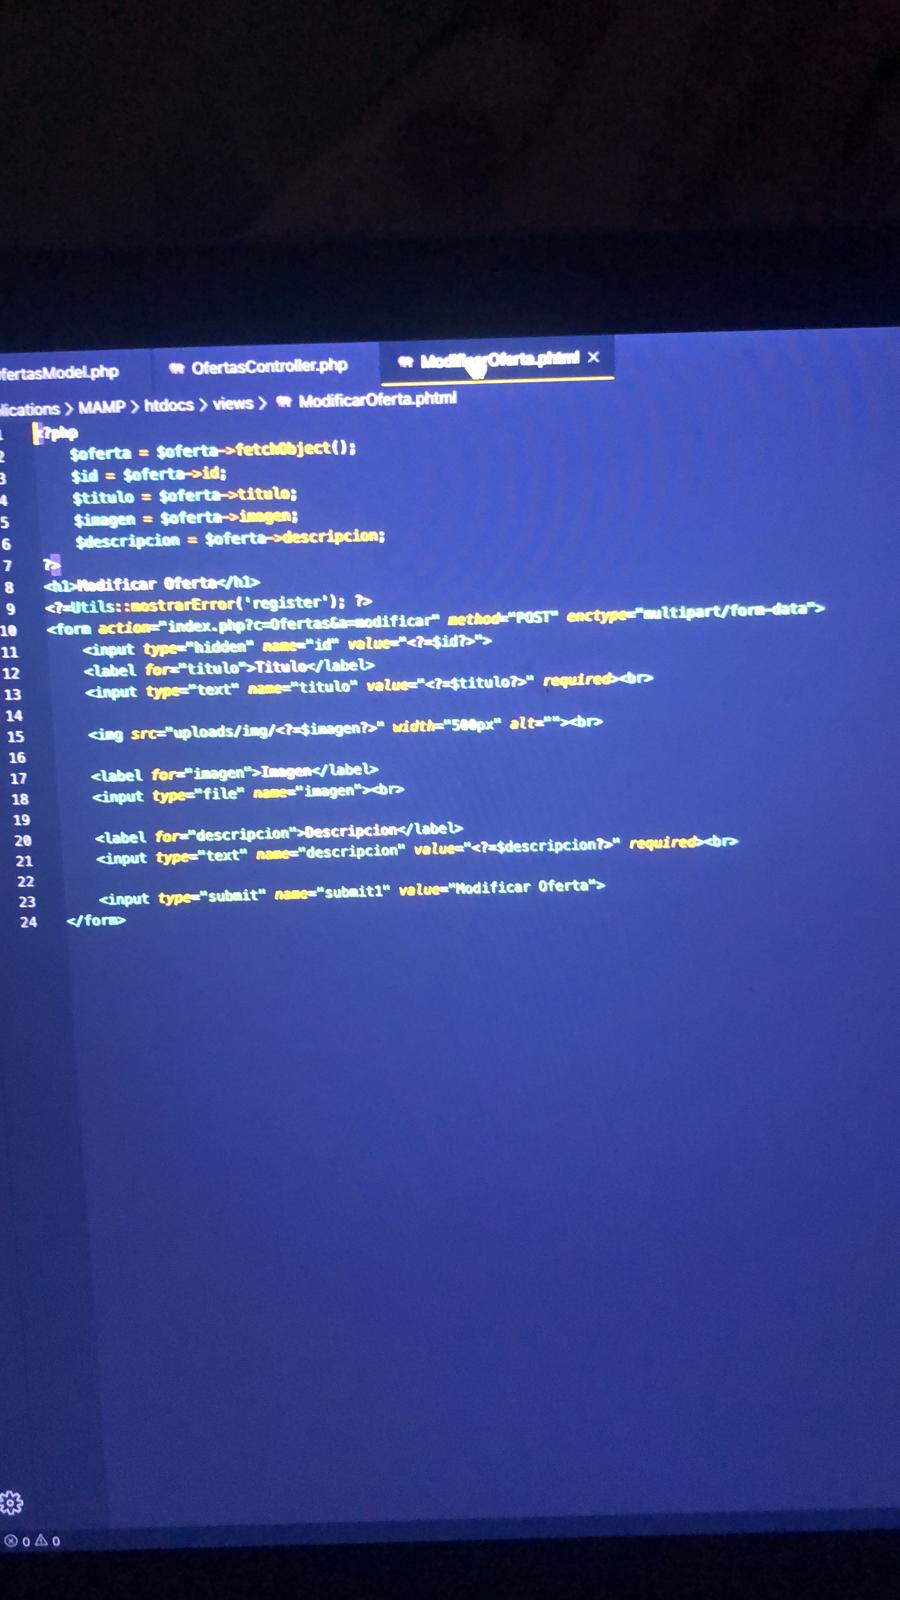 fertasModel.php OfertasController.php ModificarOferta.phtml
lications > MAMP > htdocs > views > ModificarOferta.phtml
1 <?php
2 $oferta = $oferta->fetchObject();
3 $id = $oferta->id;
4 $titulo = $oferta->titulo;
5 $imagen = $oferta->imagen;
6 $descripcion = $oferta->descripcion;
7 ?>
8 <h1>Modificar Oferta</h1>
9 <?=Utils::mostrarError('register'); ?>
10 <form action="index.php?c=Ofertas&a=modificar" method="POST" enctype="multipart/form-data">
11 <input type="hidden" name="id" value="<?=$id?>">
12 <label for="titulo">Titulo</label>
13 <input type="text" name="titulo" value="<?=$titulo?>" required><br>
14
15 <img src="uploads/img/<?=$imagen?>" width="500px" alt=""><br>
16
17 <label for="imagen">Imagen</label>
18 <input type="file" name="imagen"><br>
19
20 <label for="descripcion">Descripcion</label>
21 <input type="text" name="descripcion" value="<?=$descripcion?>" required><br>
22
23 <input type="submit" name="submit1" value="Modificar Oferta">
24 </form>
0 0